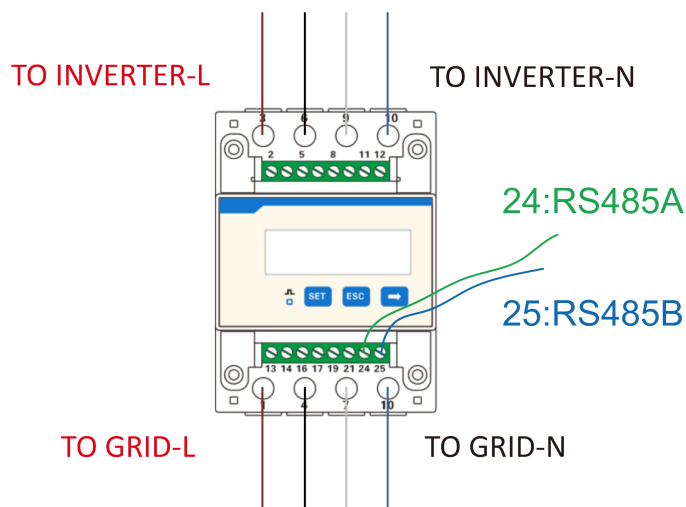 3 6 9 10
TO INVERTER-L
TO INVERTER-N
2 5 8 11 12
24:RS485A
SET ESC
25:RS485B
13 14 16 17 19 21 24 25
1 4 7 10
TO GRID-L
TO GRID-N